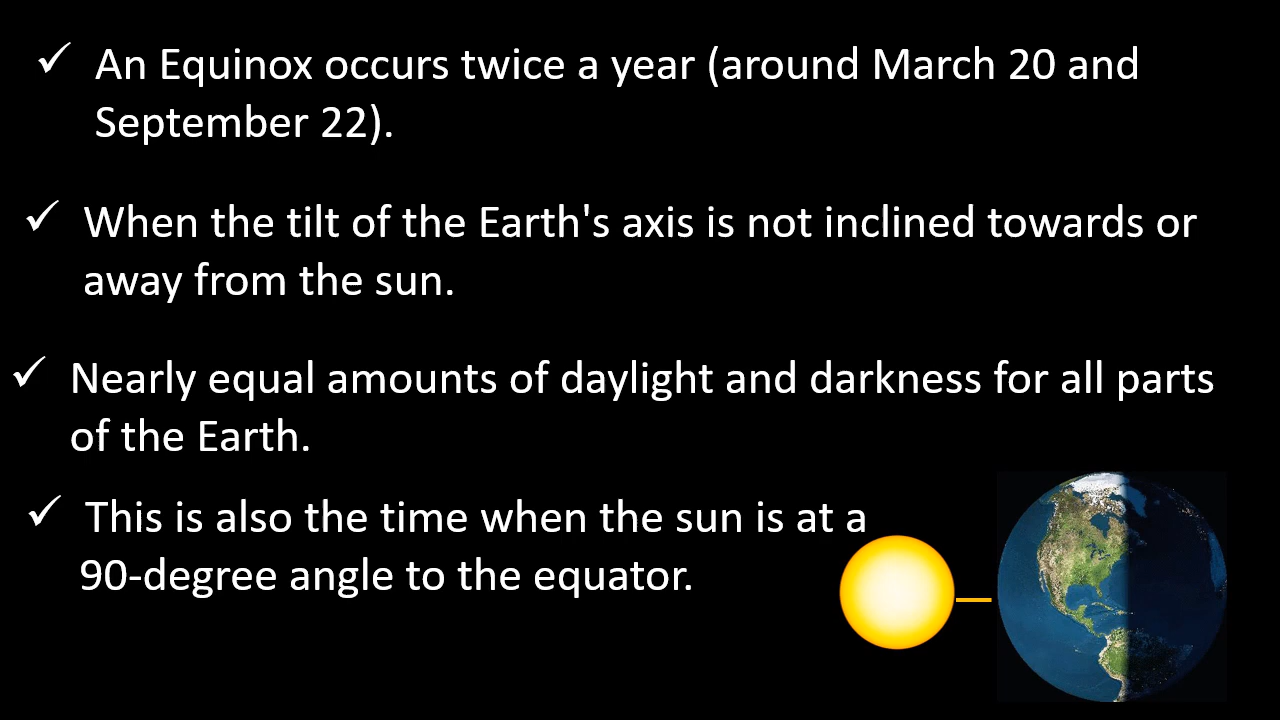 ✓ An Equinox occurs twice a year (around March 20 and
September 22).
✓ When the tilt of the Earth's axis is not inclined towards or
away from the sun.
✓ Nearly equal amounts of daylight and darkness for all parts
of the Earth.
✓ This is also the time when the sun is at a
90-degree angle to the equator.